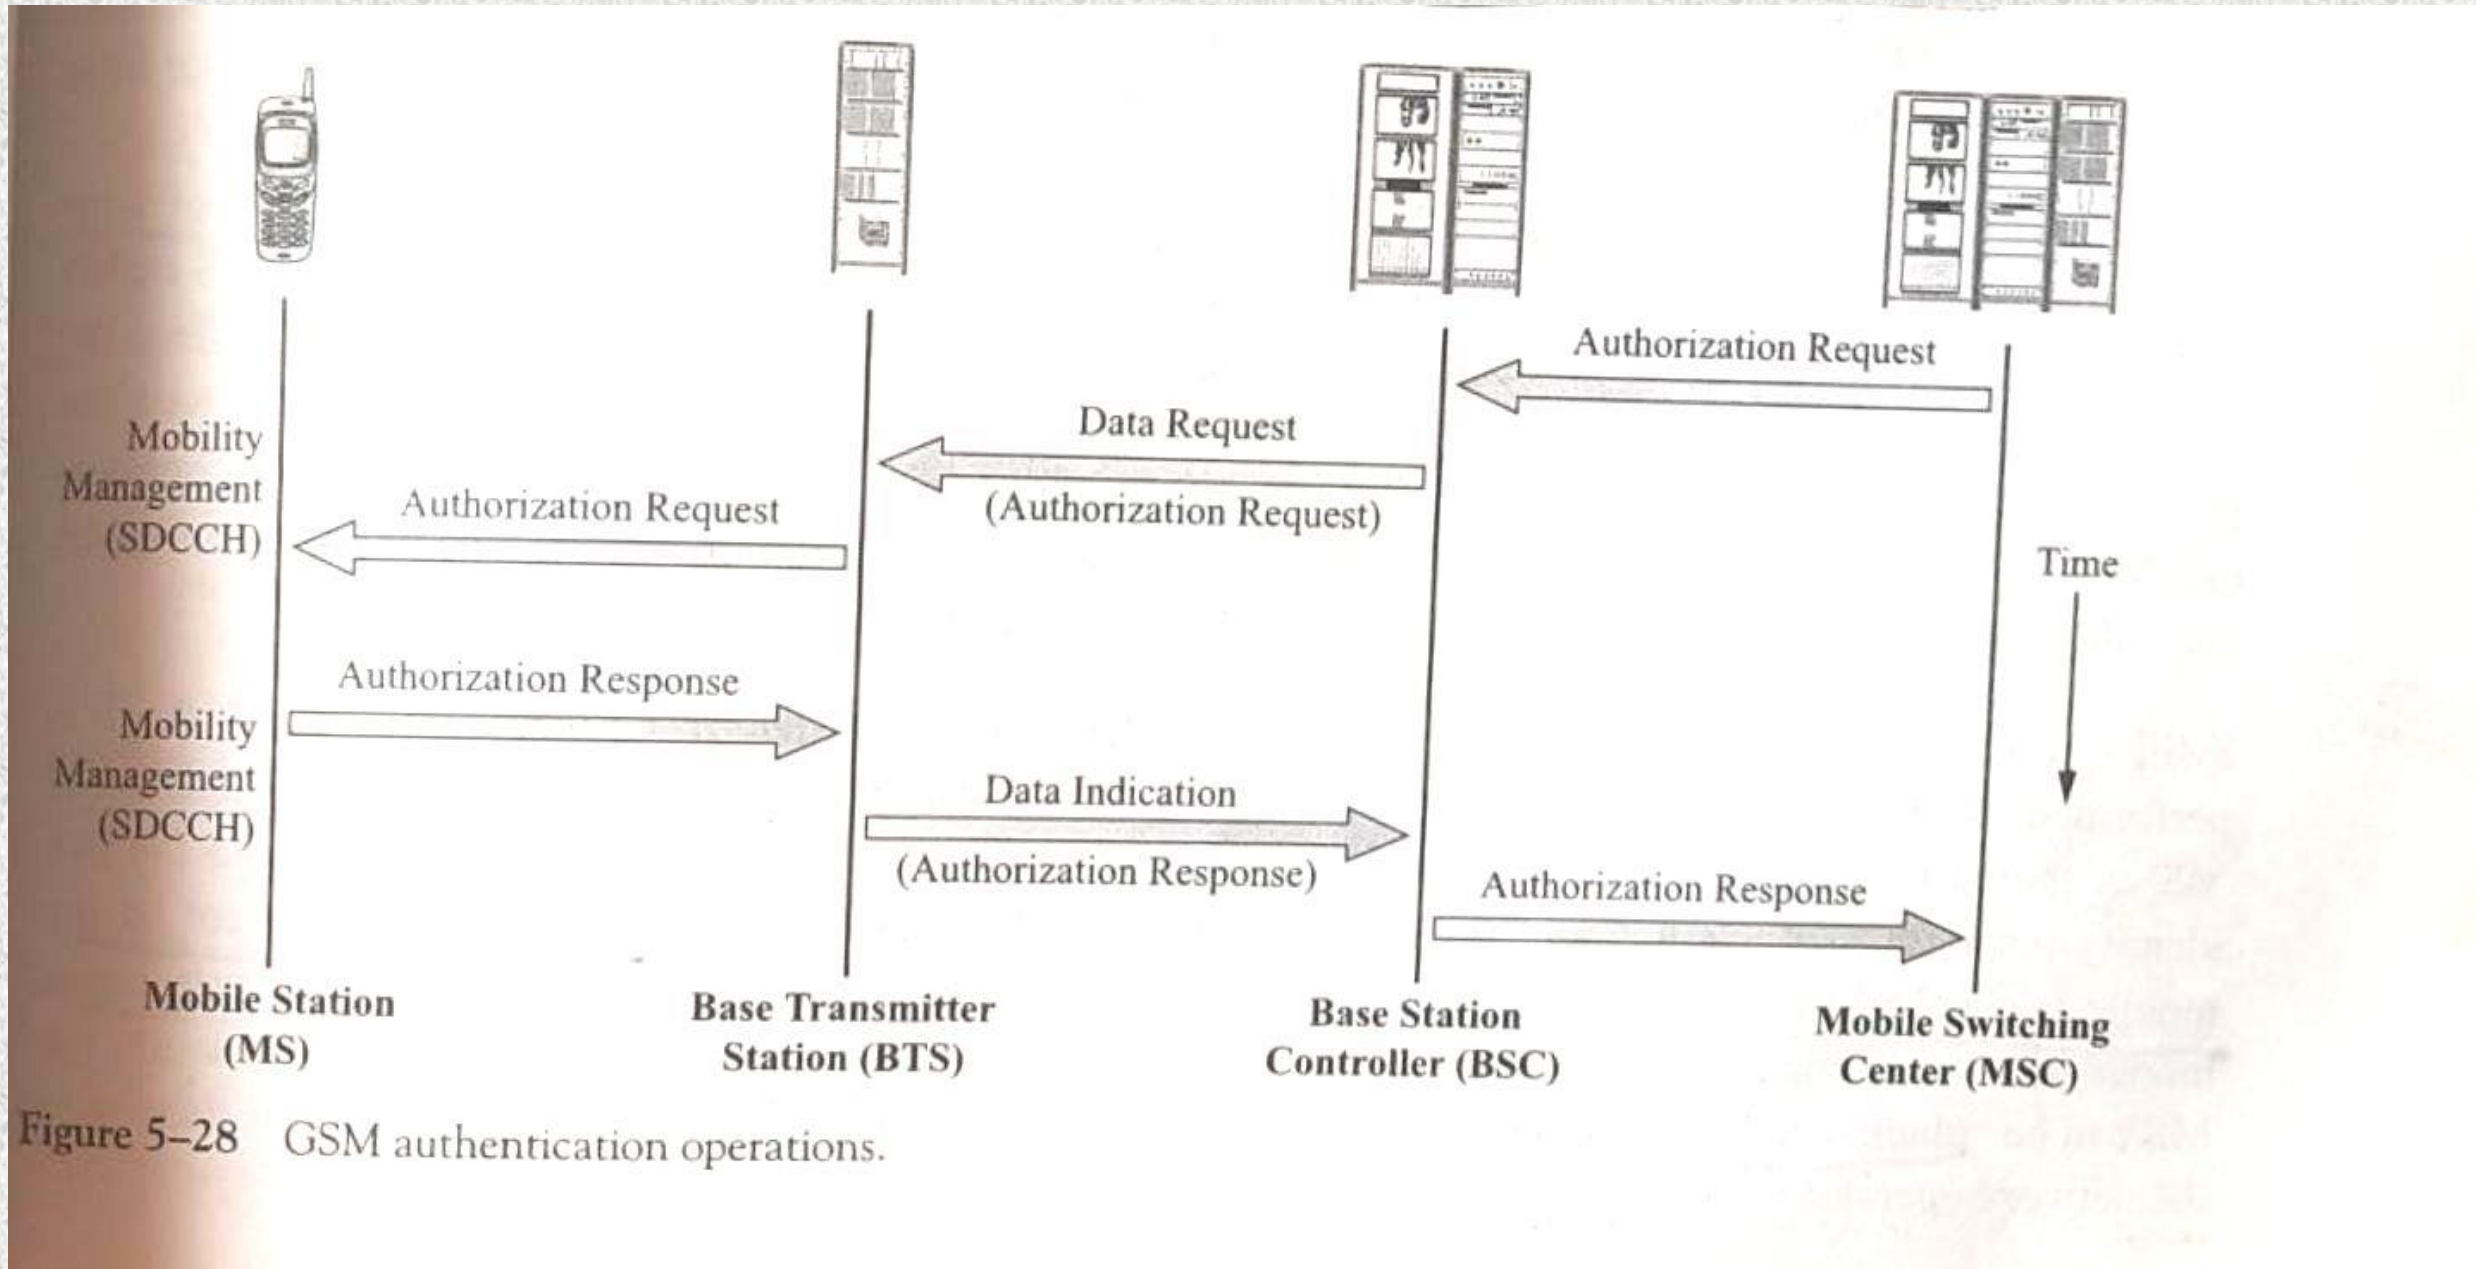 Authorization Request
Data Request
(Authorization Request)
Mobility
Management
(SDCCH)
Authorization Request
Time
Authorization Response
Mobility
Management
(SDCCH)
Data Indication
(Authorization Response)
Authorization Response
Mobile Station
(MS)
Base Transmitter
Station (BTS)
Base Station
Controller (BSC)
Mobile Switching
Center (MSC)
Figure 5–28 GSM authentication operations.